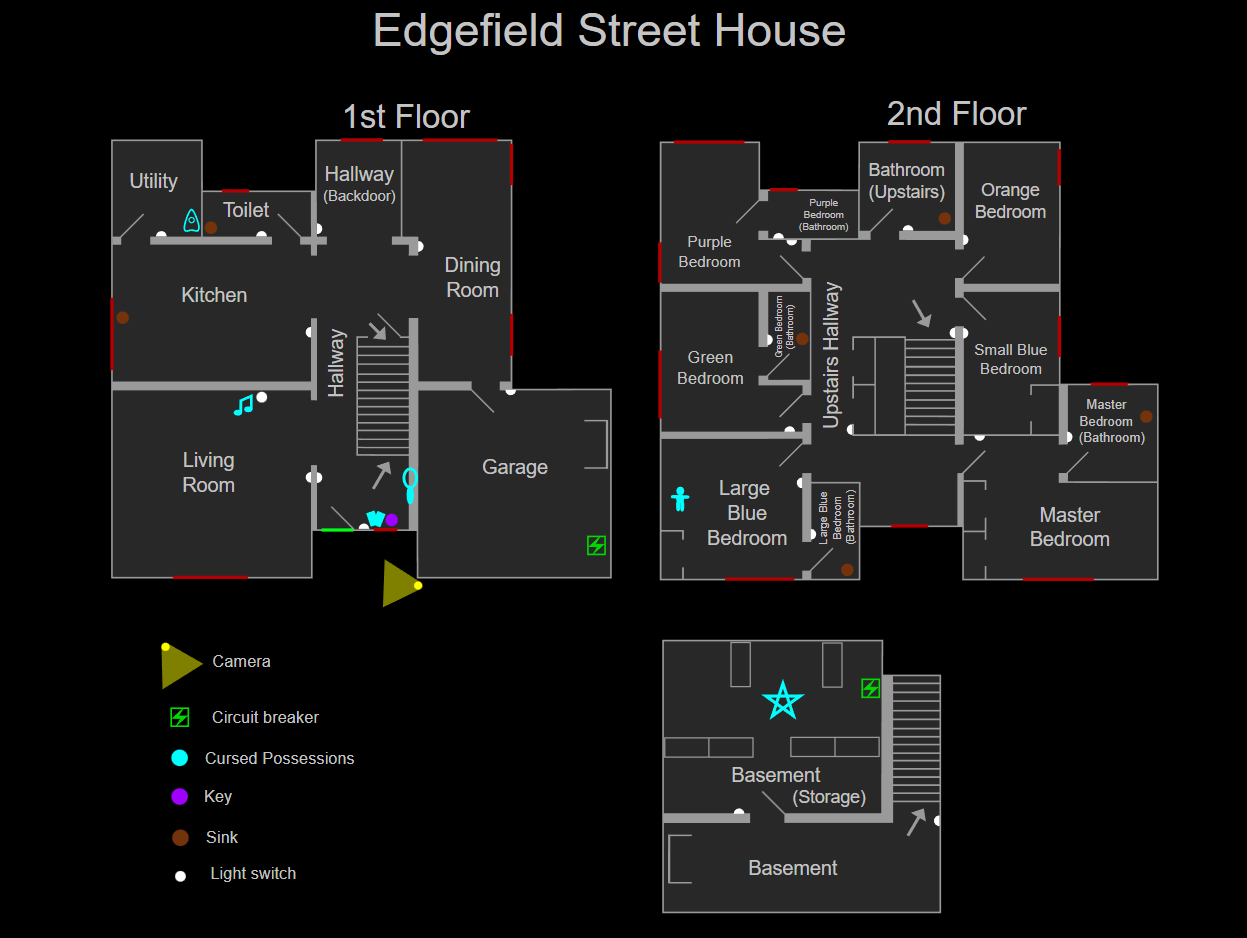 Edgefield Street House
1st Floor
2nd Floor
Utility
Toilet
Hallway
(Backdoor)
Kitchen
Dining
Room
Hallway
Living
Room
Garage
Bathroom
(Upstairs)
Orange
Bedroom
Purple
Bedroom
(Bathroom)
Purple
Bedroom
Green Bedroom
(Bathroom)
Green
Bedroom
Upstairs Hallway
Small Blue
Bedroom
Master
Bedroom
(Bathroom)
Large
Blue
Bedroom
Large Blue
Bedroom
(Bathroom)
Master
Bedroom
Camera
Circuit breaker
Cursed Possessions
Key
Sink
Light switch
Basement
(Storage)
Basement